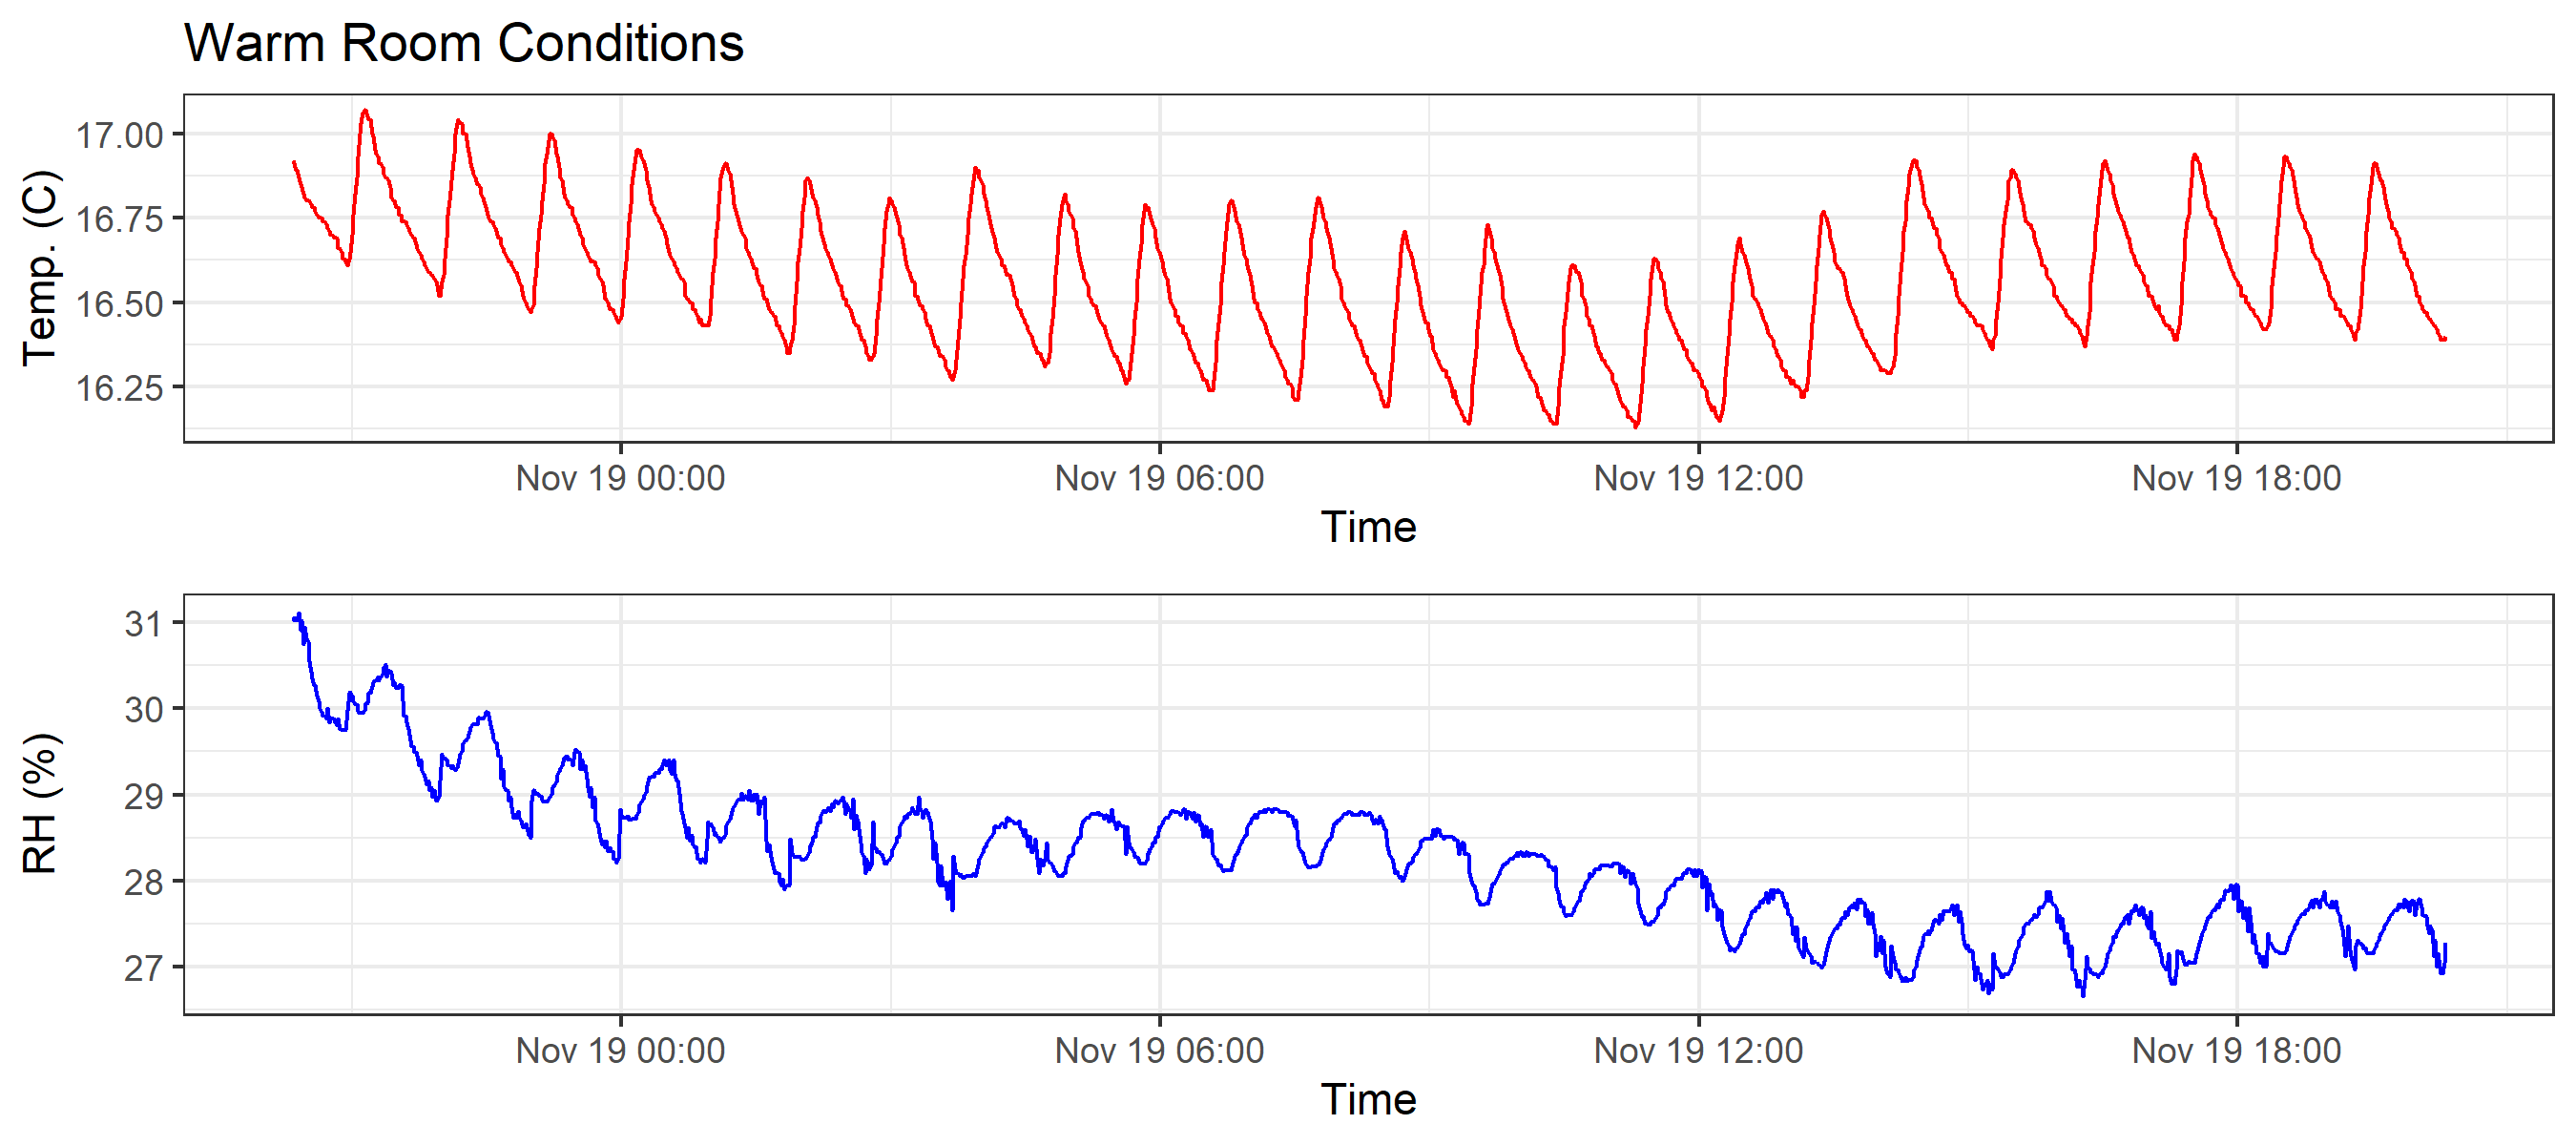 Warm Room Conditions
Temp. (C)
17.00
16.75
16.50
16.25
Nov 19 00:00 Nov 19 06:00 Nov 19 12:00 Nov 19 18:00
Time
RH (%)
31
30
29
28
27
Nov 19 00:00 Nov 19 06:00 Nov 19 12:00 Nov 19 18:00
Time